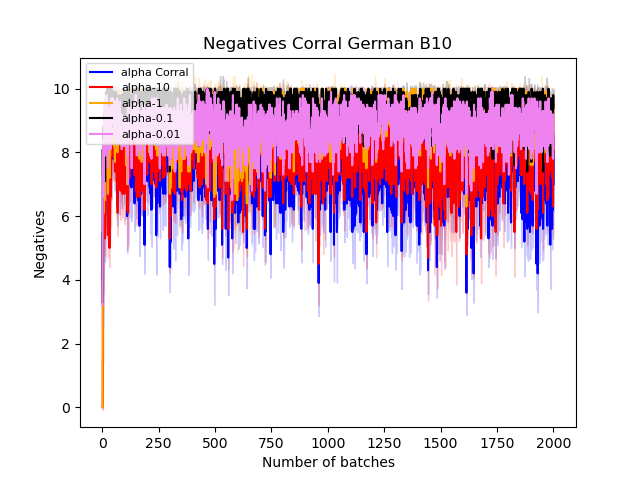 Negatives Corral German B10
alpha Corral
alpha-10
alpha-1
alpha-0.1
alpha-0.01
10
8
6
4
2
0
Negatives
0 250 500 750 1000 1250 1500 1750 2000
Number of batches